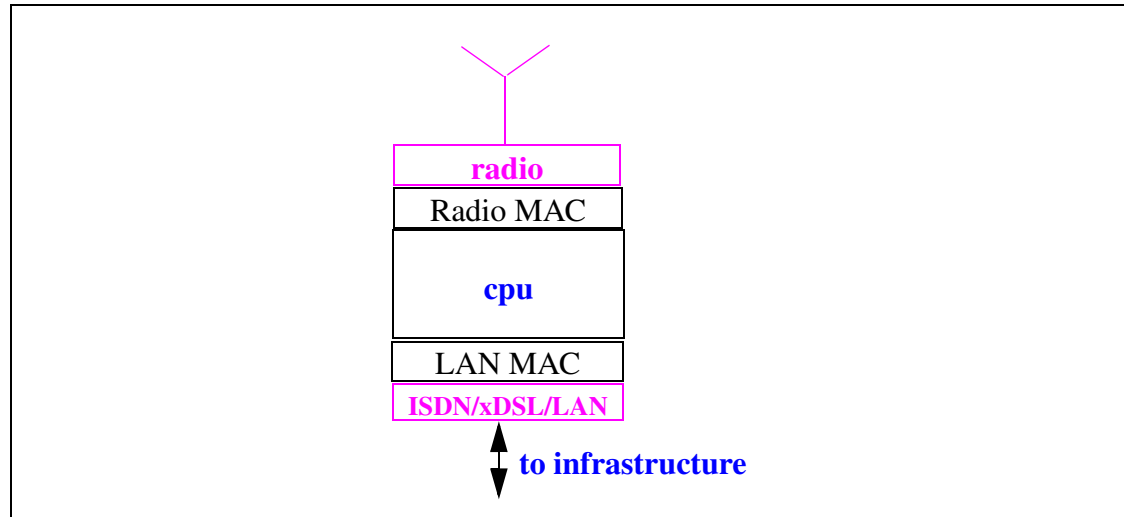 radio
Radio MAC
cpu
LAN MAC
ISDN/xDSL/LAN
to infrastructure